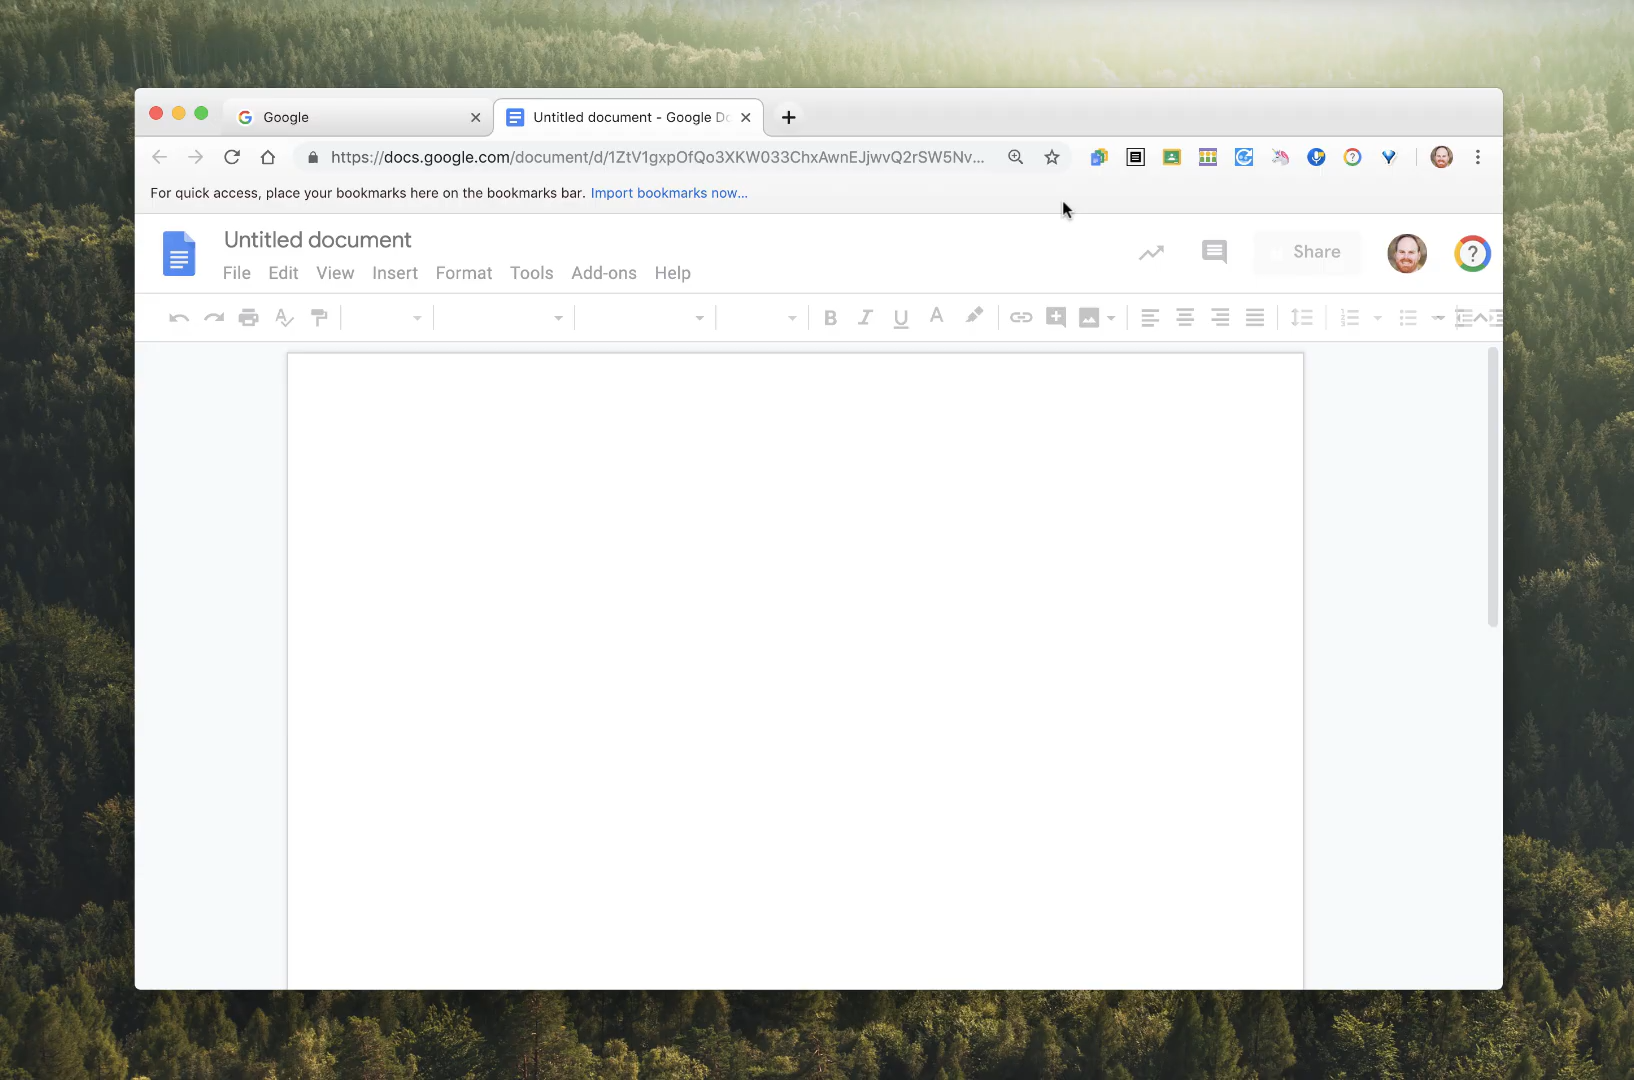 Google
Untitled document - Google Do
https://docs.google.com/document/d/1ZtV1gxpOfQo3XKW033ChxAwnEJjwvQ2rSW5Nv...
For quick access, place your bookmarks here on the bookmarks bar. Import bookmarks now...
Untitled document
File Edit View Insert Format Tools Add-ons Help
Share